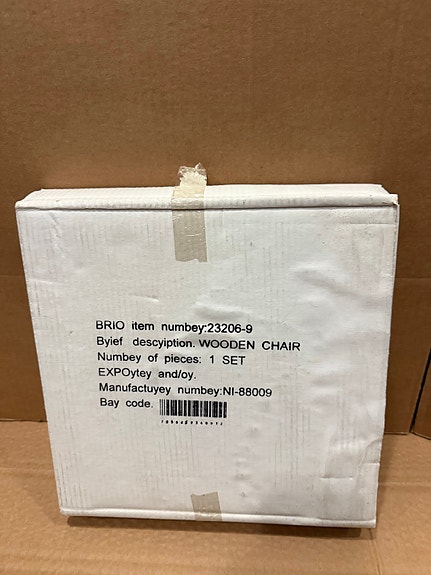 BRIO item numbey:23206-9
Byief descyiption. WOODEN CHAIR
Numbey of pieces: 1 SET
EXPOytey and/oy.
Manufactuyey numbey:NI-88009
Bay code.